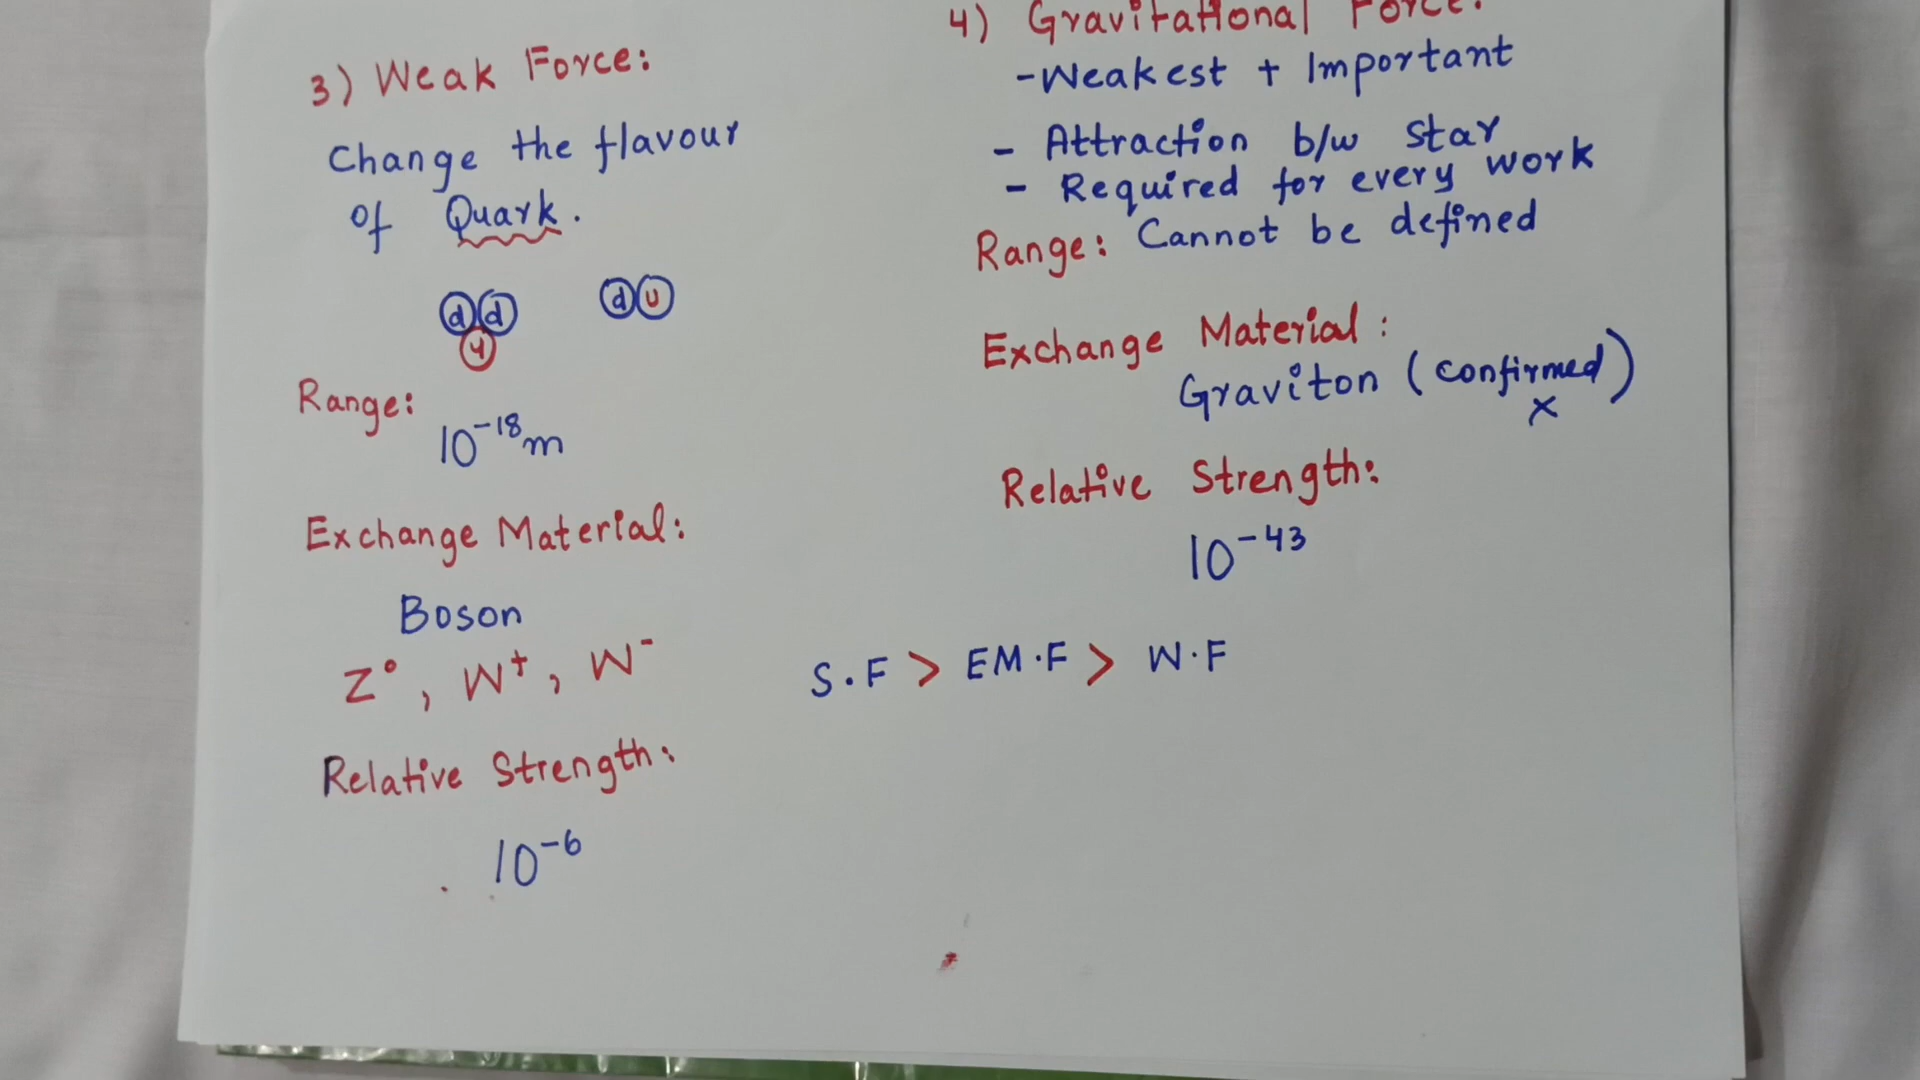 3) Weak Force:
Change the flavour
of Quark.
d d d u
u
Range:
10⁻¹⁸m
Exchange Material:
Boson
Z⁰, W⁺, W⁻
Relative Strength:
10⁻⁶
4) Gravitational Force:
- Weakest + Important
- Attraction b/w star
- Required for every work
Range: Cannot be defined
Exchange Material:
Graviton (confirmed)
x
Relative Strength:
10⁻⁴³
S.F > EM.F > W.F